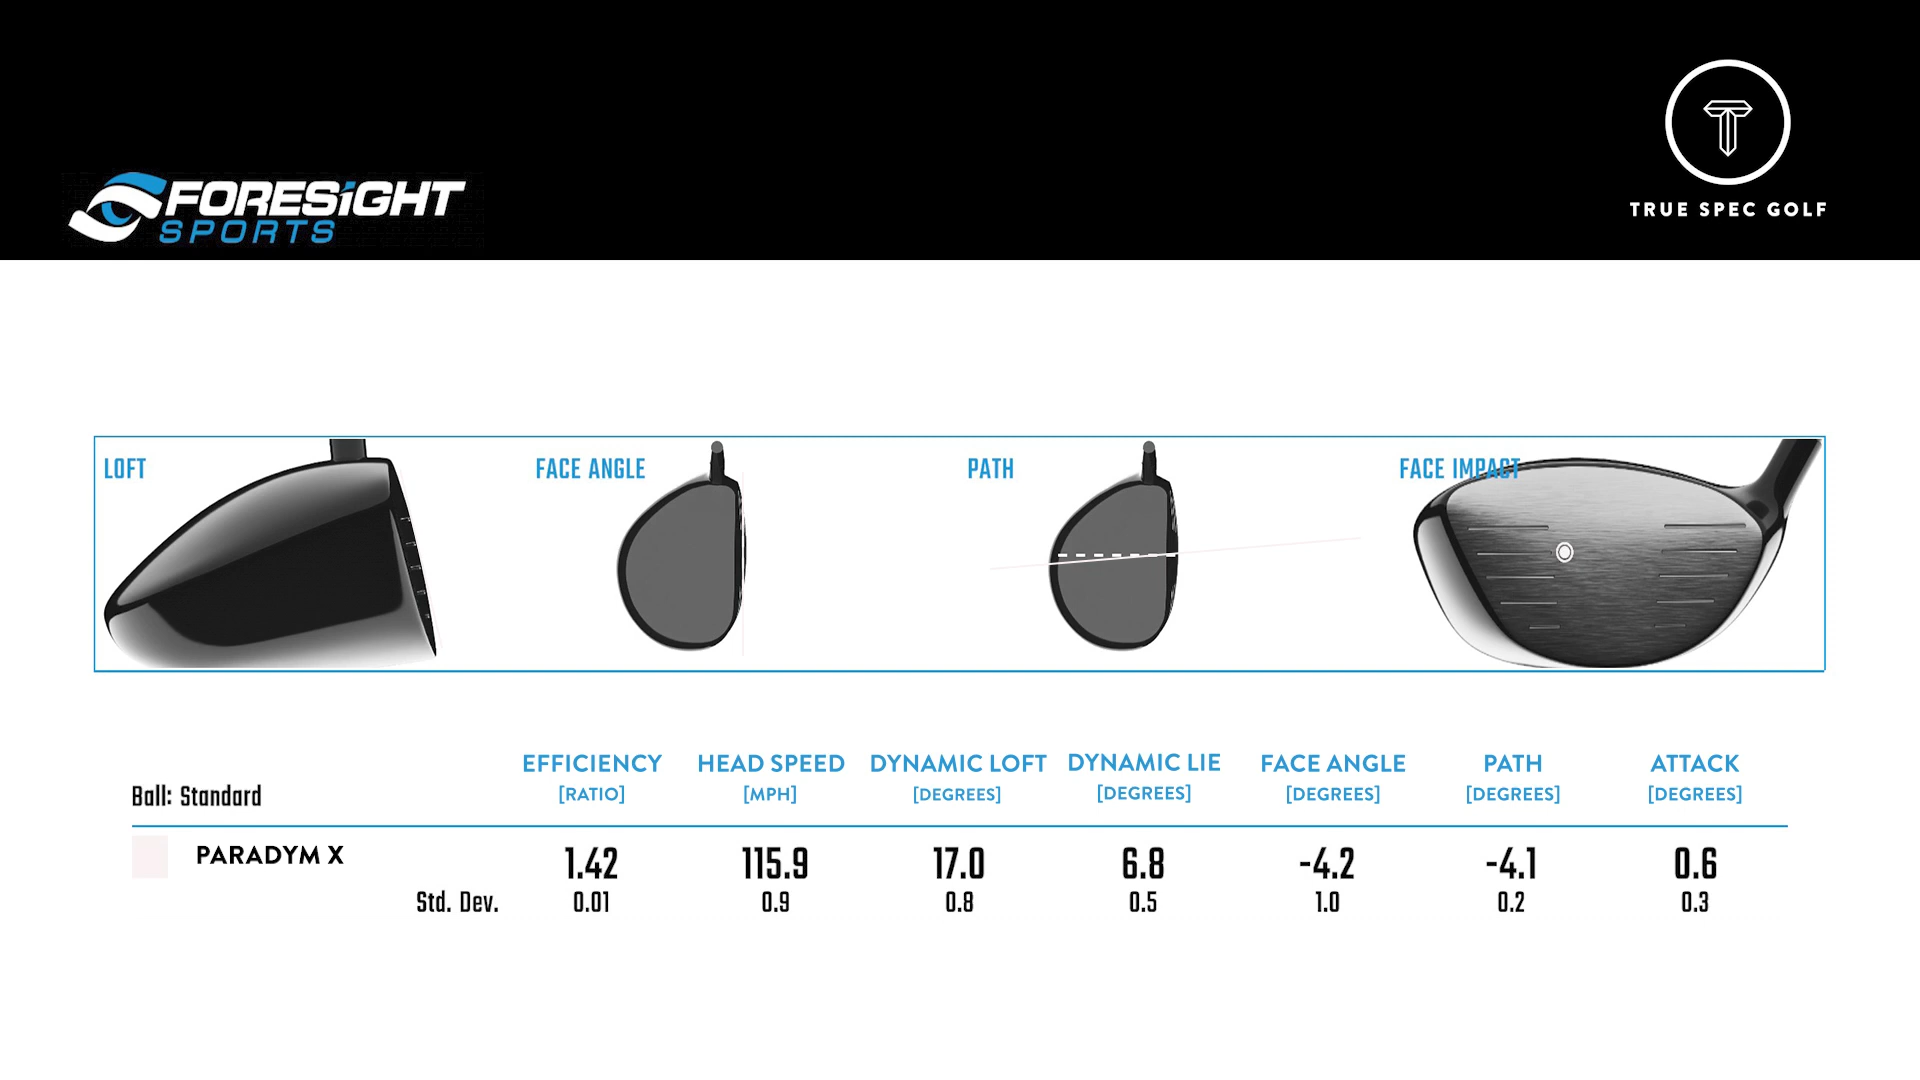 FORESiGHT
SPORTS
TRUE SPEC GOLF
LOFT
FACE ANGLE
PATH
FACE IMPACT
Ball: Standard
EFFICIENCY HEAD SPEED DYNAMIC LOFT DYNAMIC LIE FACE ANGLE PATH ATTACK
[RATIO] [MPH] [DEGREES] [DEGREES] [DEGREES] [DEGREES] [DEGREES]
PARADYM X 1.42 115.9 17.0 6.8 -4.2 -4.1 0.6
Std. Dev. 0.01 0.9 0.8 0.5 1.0 0.2 0.3